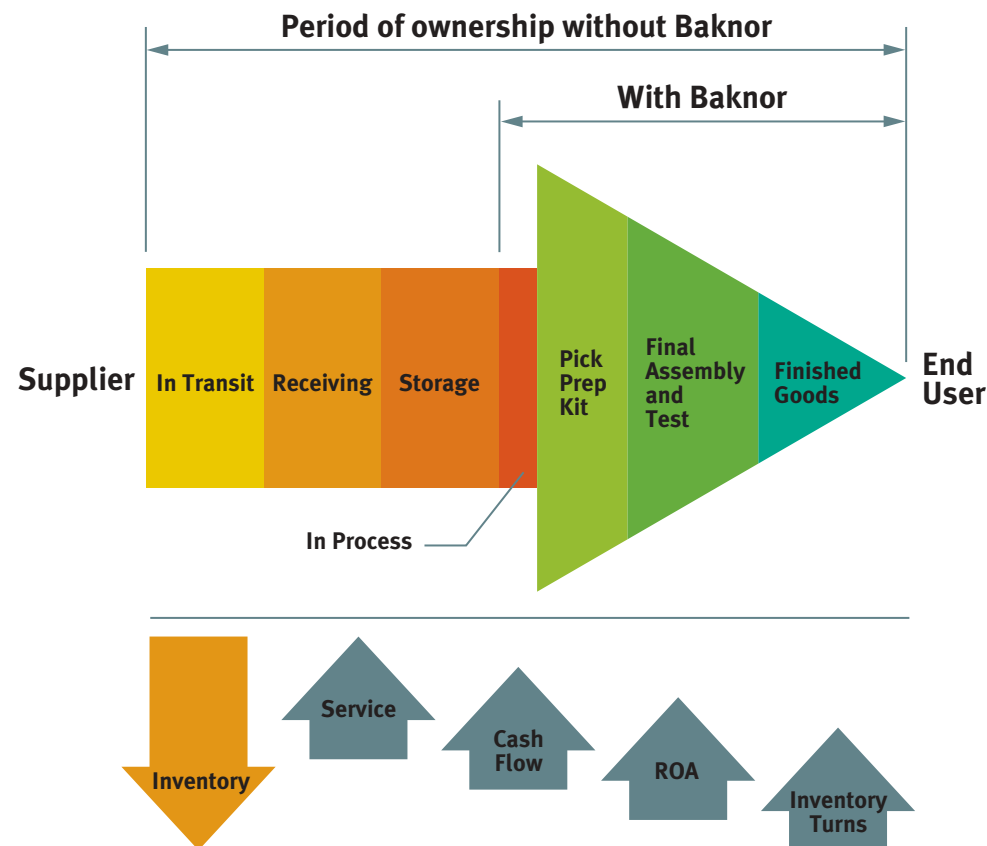 Period of ownership without Baknor
With Baknor
Supplier
In Transit
Receiving
Storage
Pick
Prep
Kit
Final
Assembly
and
Test
Finished
Goods
End
User
In Process
Inventory
Service
Cash
Flow
ROA
Inventory
Turns